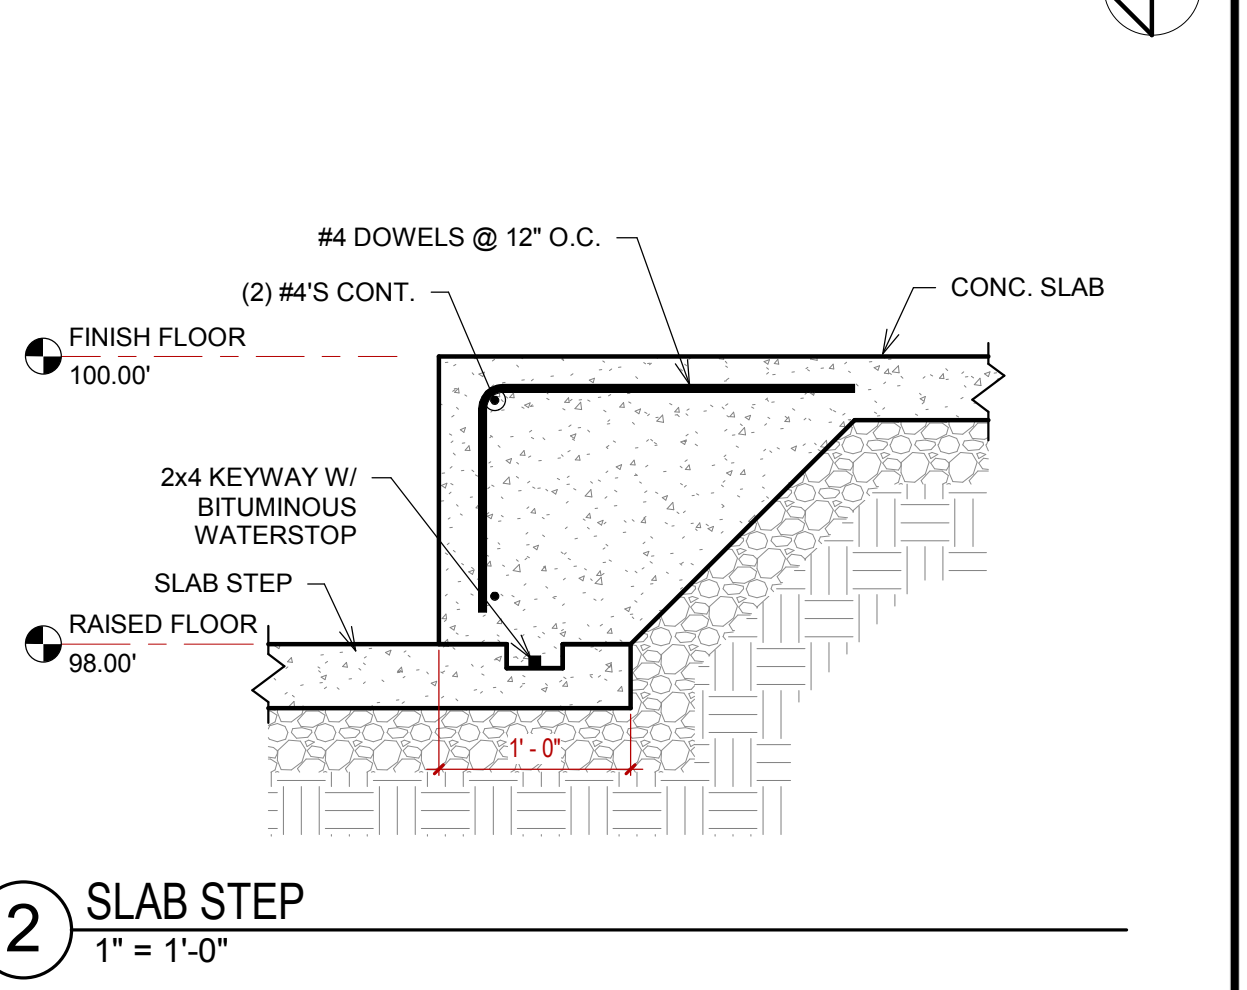 #4 DOWELS @ 12" O.C.
(2) #4'S CONT.
CONC. SLAB
FINISH FLOOR
100.00'
2x4 KEYWAY W/
BITUMINOUS
WATERSTOP
SLAB STEP
RAISED FLOOR
98.00'
1' - 0"
2
SLAB STEP
1" = 1'-0"